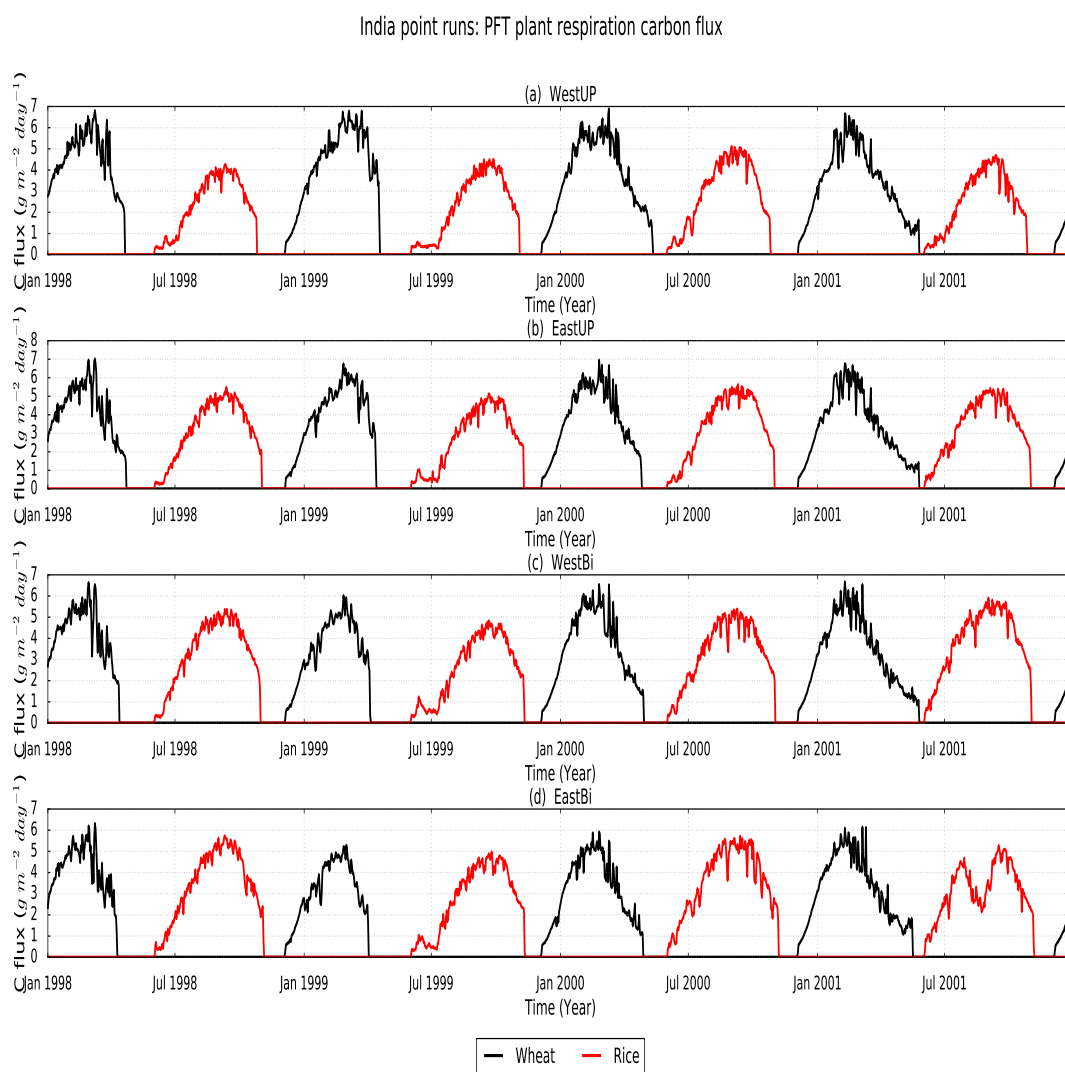 India point runs: PFT plant respiration carbon flux
(a) WestUP
C flux (g m⁻² day⁻¹)
7
6
5
4
3
2
1
0
Jan 1998 Jul 1998 Jan 1999 Jul 1999 Jan 2000 Jul 2000 Jan 2001 Jul 2001
Time (Year)
(b) EastUP
C flux (g m⁻² day⁻¹)
8
7
6
5
4
3
2
1
0
Jan 1998 Jul 1998 Jan 1999 Jul 1999 Jan 2000 Jul 2000 Jan 2001 Jul 2001
Time (Year)
(c) WestBi
C flux (g m⁻² day⁻¹)
7
6
5
4
3
2
1
0
Jan 1998 Jul 1998 Jan 1999 Jul 1999 Jan 2000 Jul 2000 Jan 2001 Jul 2001
Time (Year)
(d) EastBi
C flux (g m⁻² day⁻¹)
7
6
5
4
3
2
1
0
Jan 1998 Jul 1998 Jan 1999 Jul 1999 Jan 2000 Jul 2000 Jan 2001 Jul 2001
Time (Year)
Wheat Rice